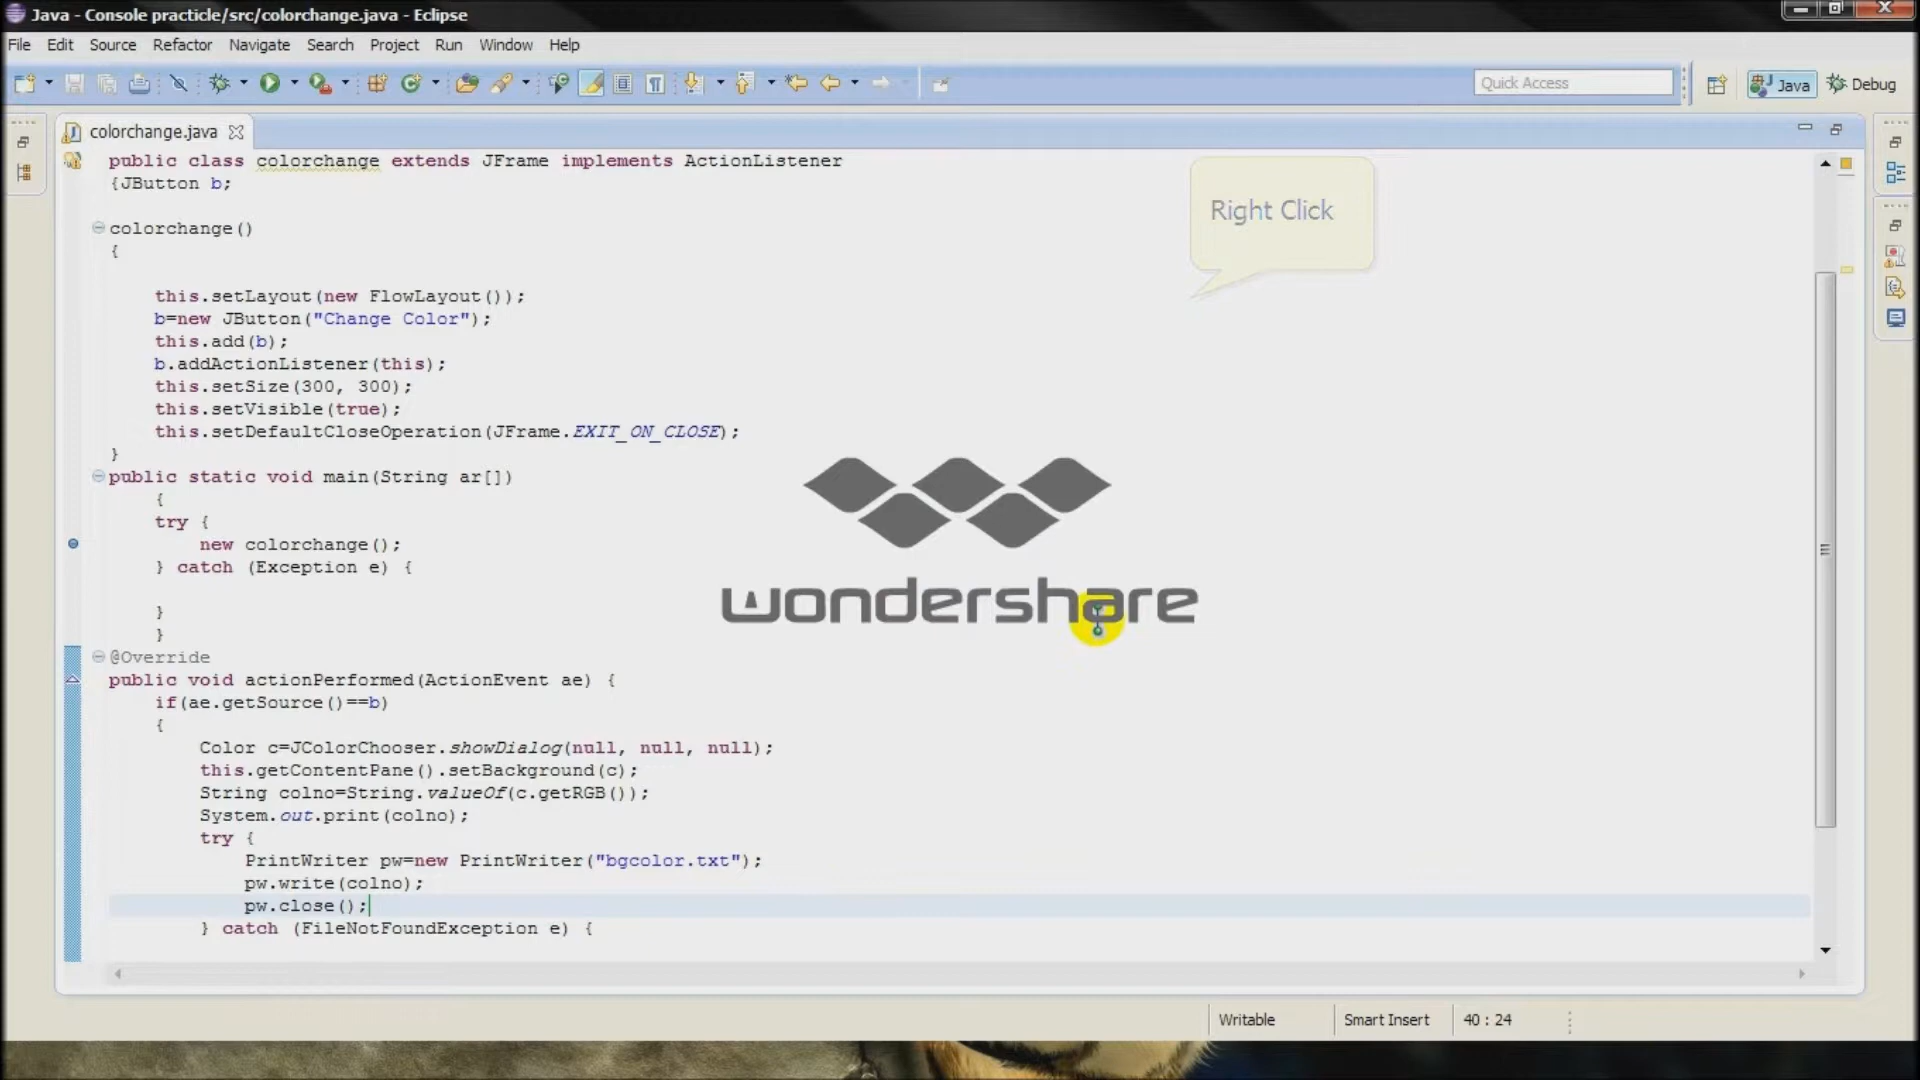 Java - Console practicle/src/colorchange.java - Eclipse
File Edit Source Refactor Navigate Search Project Run Window Help
Quick Access
Java
Debug
colorchange.java
public class colorchange extends JFrame implements ActionListener
{JButton b;
Right Click
colorchange()
{
this.setLayout(new FlowLayout());
b=new JButton("Change Color");
this.add(b);
b.addActionListener(this);
this.setSize(300, 300);
this.setVisible(true);
this.setDefaultCloseOperation(JFrame.EXIT_ON_CLOSE);
}
public static void main(String ar[])
{
try {
new colorchange();
} catch (Exception e) {
}
}
wondershare
@Override
public void actionPerformed(ActionEvent ae) {
if(ae.getSource()==b)
{
Color c=JColorChooser.showDialog(null, null, null);
this.getContentPane().setBackground(c);
String colno=String.valueOf(c.getRGB());
System.out.print(colno);
try {
PrintWriter pw=new PrintWriter("bgcolor.txt");
pw.write(colno);
pw.close();
} catch (FileNotFoundException e) {
Writable
Smart Insert
40 : 24